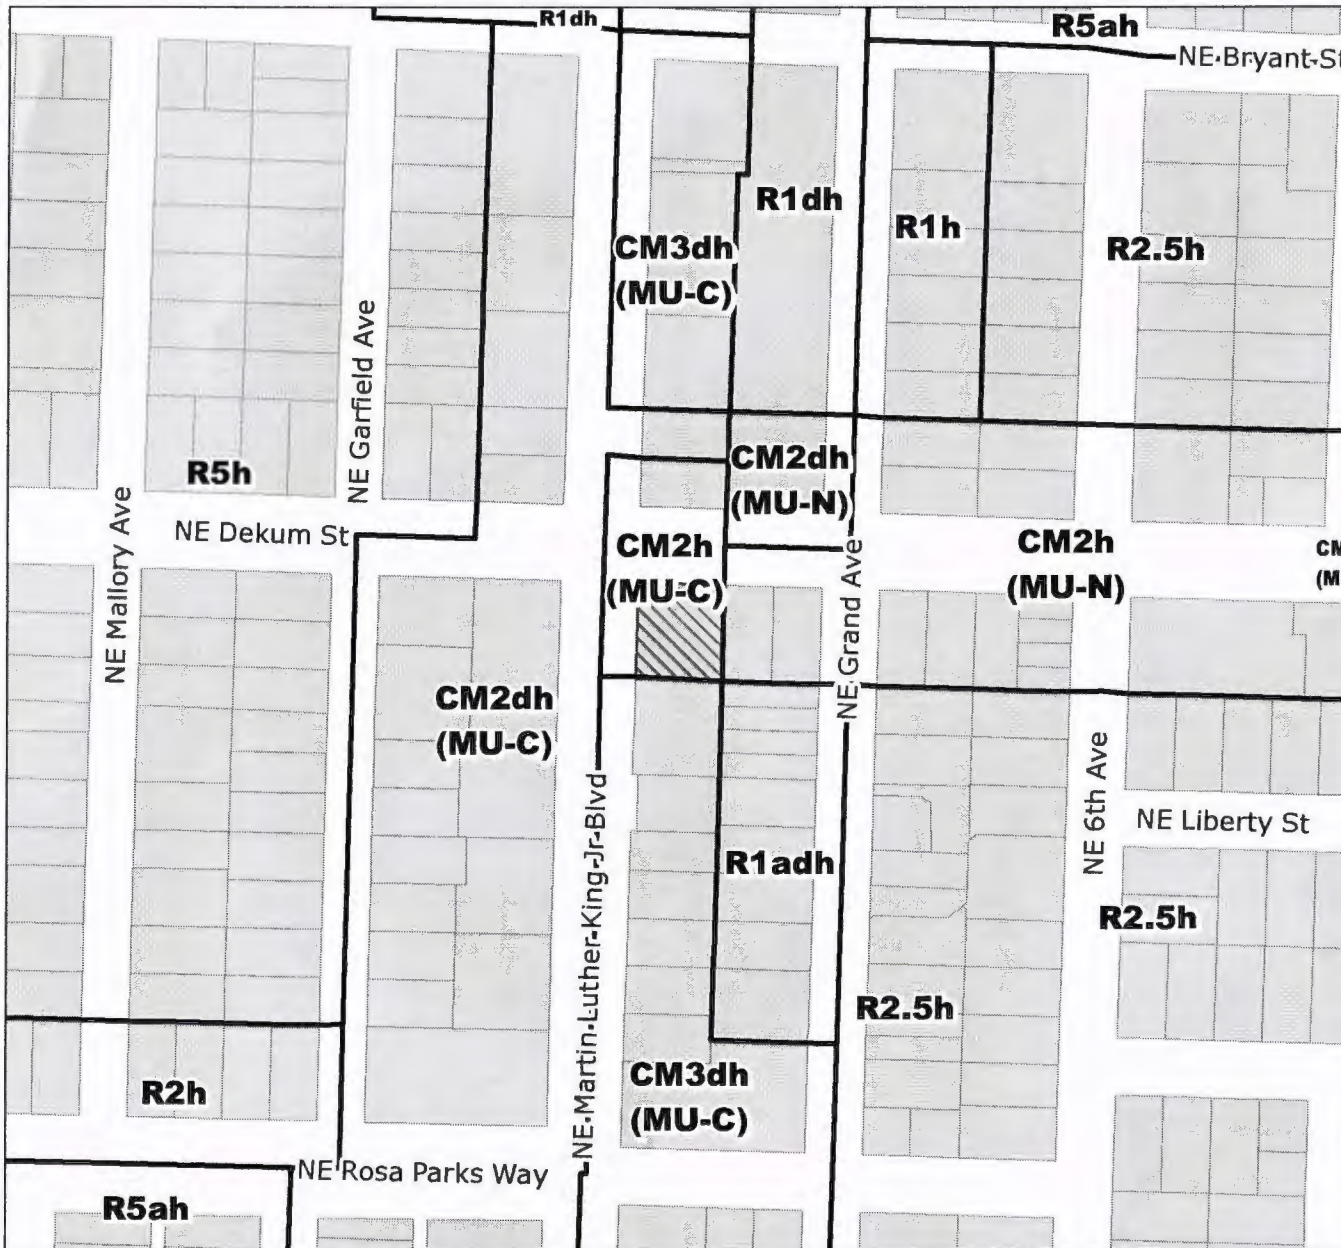 R1dh
R5ah
NE Bryant St
R1dh
R1h
CM3dh
(MU-C)
R2.5h
NE Garfield Ave
R5h
CM2dh
(MU-N)
NE Mallory Ave
NE Dekum St
CM2h
(MU-C)
NE Grand Ave
CM2h
(MU-N)
CM
(M
CM2dh
(MU-C)
NE Martin Luther King Jr Blvd
NE 6th Ave
NE Liberty St
R1adh
R2.5h
R2.5h
R2h
CM3dh
(MU-C)
NE Rosa Parks Way
R5ah